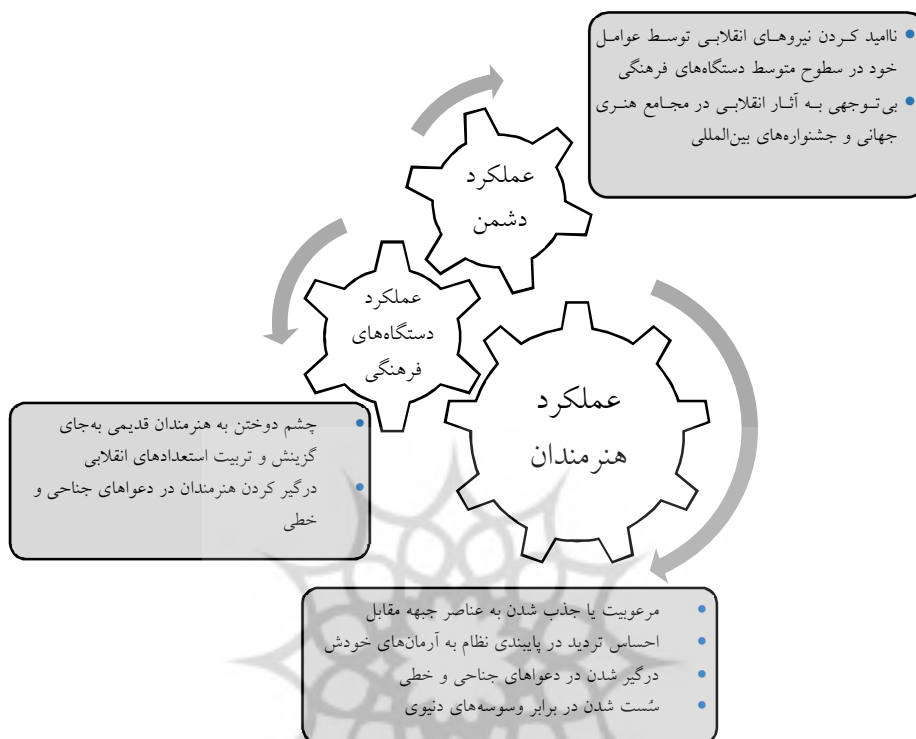 ناامید کردن نیروهای انقلابی توسط عوامل
خود در سطوح متوسط دستگاه‌های فرهنگی
بی‌توجهی به آثار انقلابی در مجامع هنری
جهانی و جشنواره‌های بین‌المللی
عملکرد
دشمن
عملکرد
دستگاه‌های
فرهنگی
عملکرد
هنرمندان
چشم دوختن به هنرمندان قدیمی به‌جای
گزینش و تربیت استعدادهای انقلابی
درگیر کردن هنرمندان در دعواهای جناحی و
خطی
مرعوبیت یا جذب شدن به عناصر جبهه مقابل
احساس تردید در پایبندی نظام به آرمان‌های خودش
درگیر شدن در دعواهای جناحی و خطی
سُست شدن در برابر وسوسه‌های دنیوی